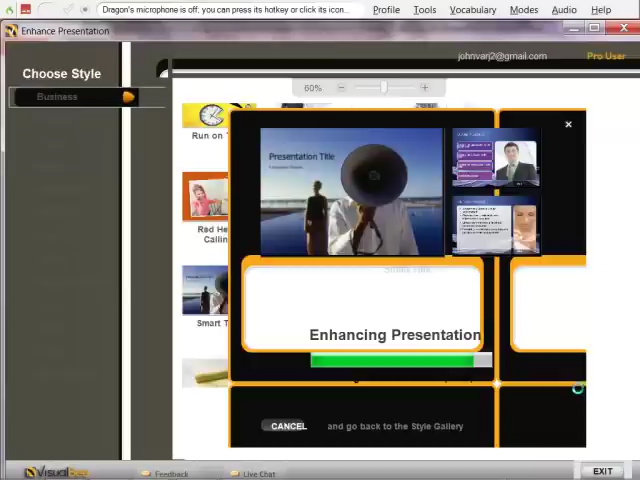 Dragon's microphone is off; you can press its hotkey or click its icon...
Profile Tools Vocabulary Modes Audio Help
Enhance Presentation
Choose Style
johnvarj2@gmail.com
Pro User
Business
60%
Run on T
Presentation Title
Red He
Callin
Smart T
Enhancing Presentation
CANCEL and go back to the Style Gallery
VisualBee
Feedback
Live Chat
EXIT